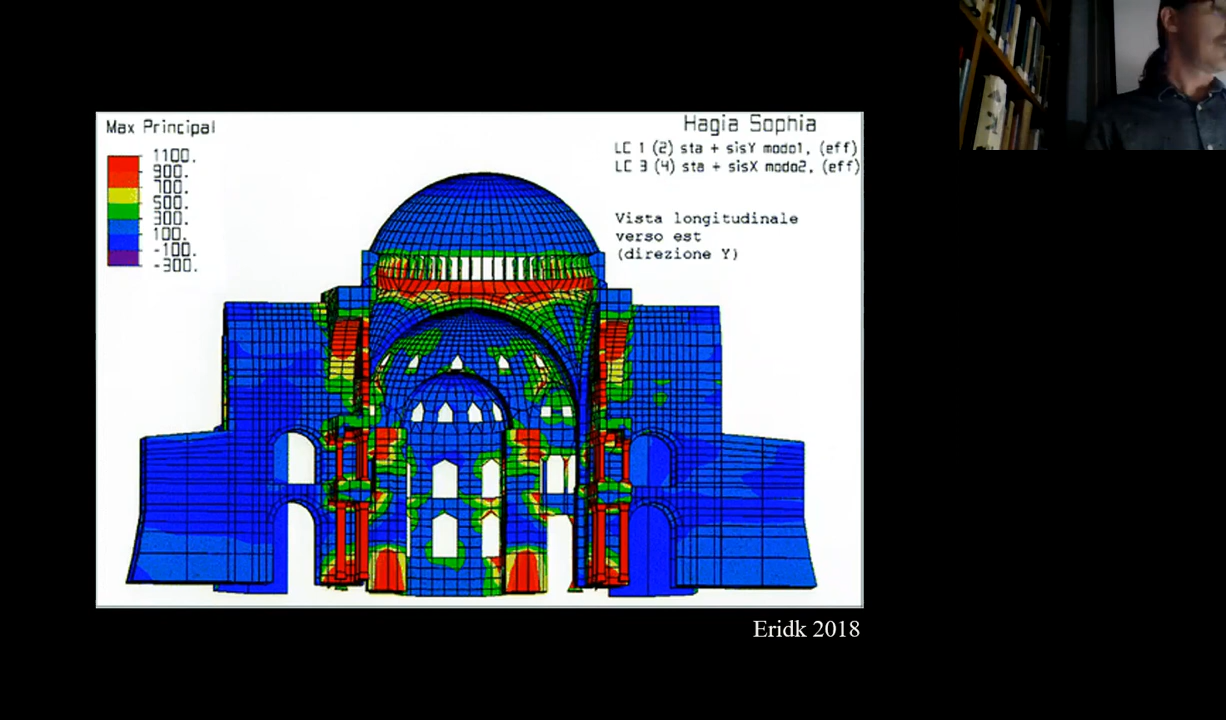 Max Principal
1100.
900.
700.
500.
300.
100.
-100.
-300.
Hagia Sophia
LC 1 (2) sta + sisY modo1, (eff)
LC 3 (4) sta + sisX modo2, (eff)
Vista longitudinale
verso est
(direzione Y)
Eridk 2018